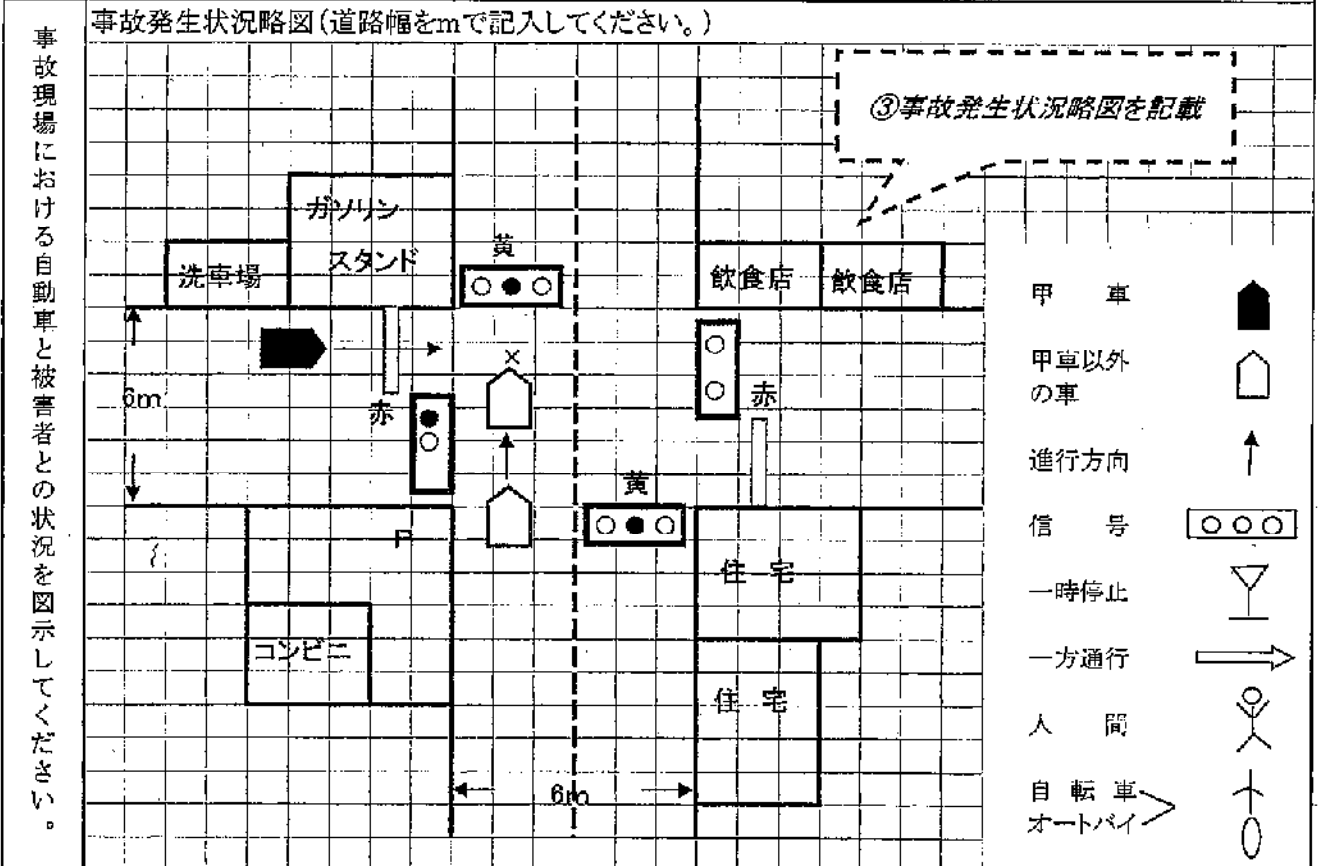 事故発生状況略図(道路幅をmで記入してください。)
事故現場における自動車と被害者との状況を図示してください。
③事故発生状況略図を記載
ガソリン
スタンド
洗車場
黄
飲食店
飲食店
6m
赤
赤
黄
P
住宅
コンビニ
住宅
6m
甲車
甲車以外
の車
進行方向
信号
一時停止
一方通行
人間
自転車
オートバイ